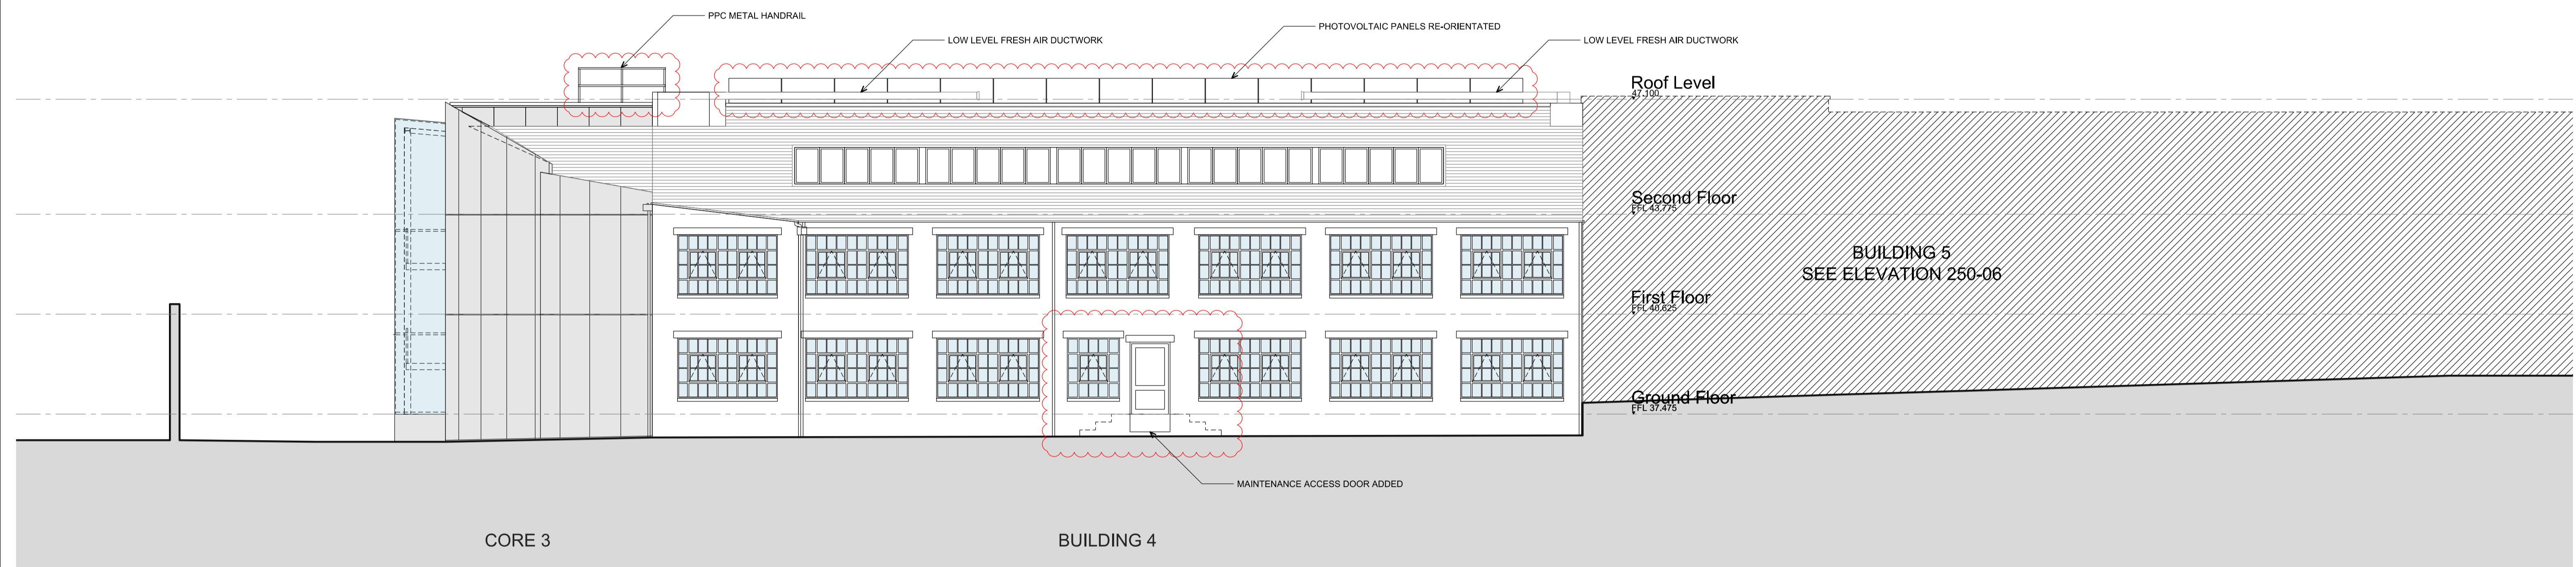 PPC METAL HANDRAIL
PHOTOVOLTAIC PANELS RE-ORIENTATED
LOW LEVEL FRESH AIR DUCTWORK
LOW LEVEL FRESH AIR DUCTWORK
Roof Level
47.100
Second Floor
FFL 43.775
BUILDING 5
SEE ELEVATION 250-06
First Floor
FFL 40.625
Ground Floor
FFL 37.475
MAINTENANCE ACCESS DOOR ADDED
CORE 3
BUILDING 4